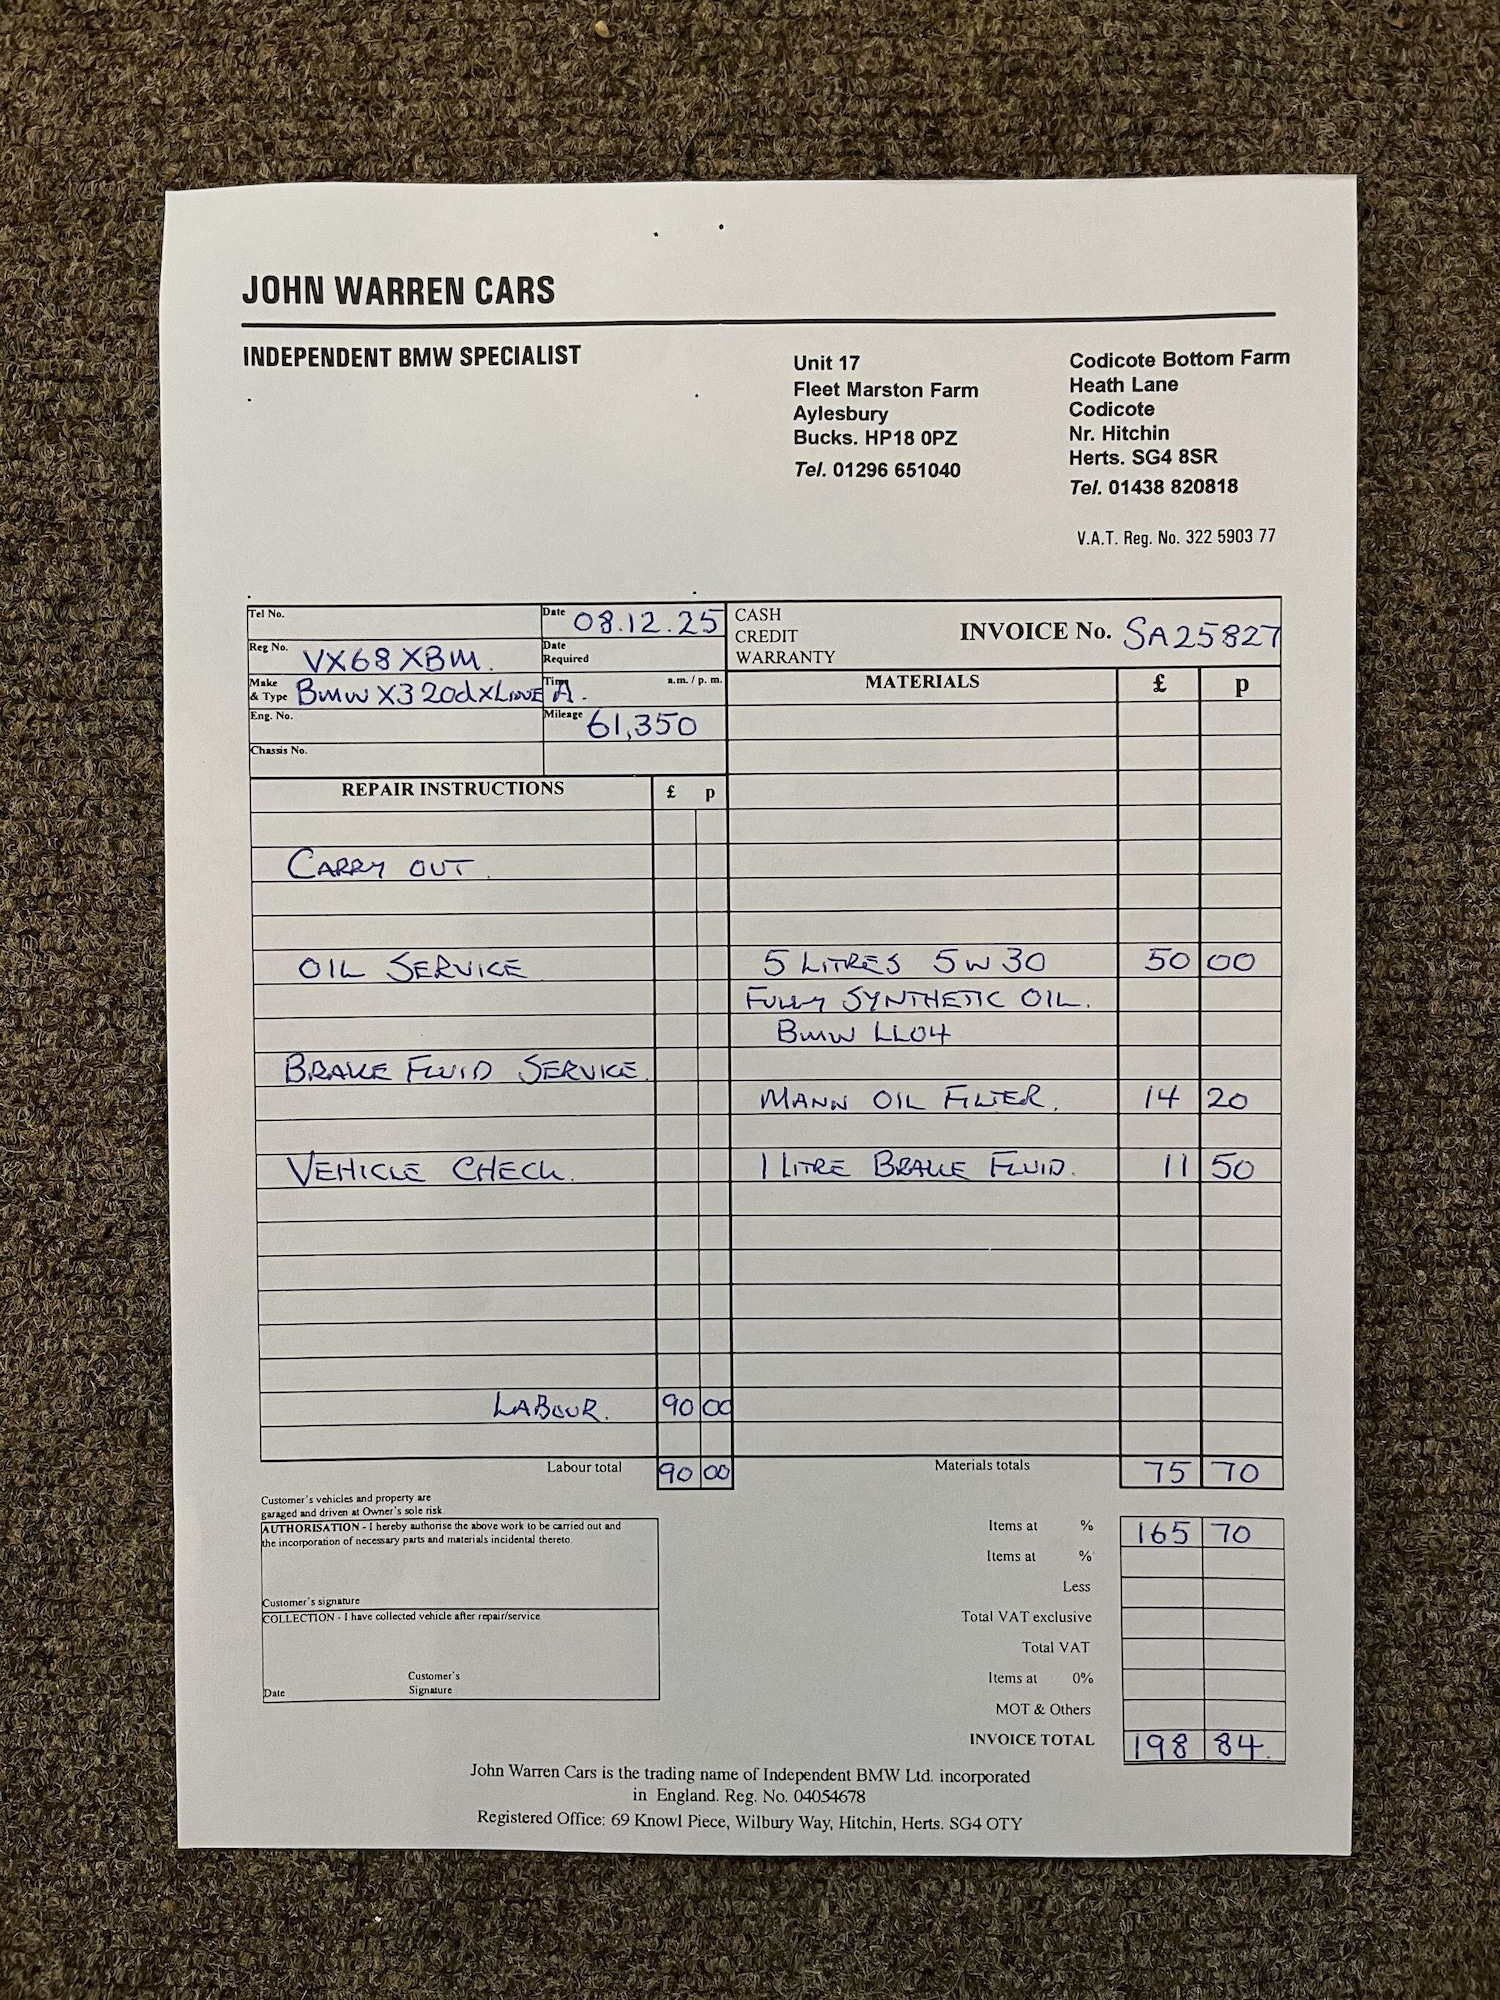 JOHN WARREN CARS
INDEPENDENT BMW SPECIALIST
Unit 17
Fleet Marston Farm
Aylesbury
Bucks. HP18 0PZ
Tel. 01296 651040
Codicote Bottom Farm
Heath Lane
Codicote
Nr. Hitchin
Herts. SG4 8SR
Tel. 01438 820818
V.A.T. Reg. No. 322 5903 77
Tel No.
Date 08.12.25
Reg No. VX68XBM.
Date Required
Make & Type BMW X3 20d XLINE A.
Time a.m. / p. m.
Eng. No.
Mileage 61,350
Chassis No.
CASH
CREDIT
WARRANTY
INVOICE No. SA25827
REPAIR INSTRUCTIONS £ p
CARRY OUT.
OIL SERVICE
BRAKE FLUID SERVICE.
VEHICLE CHECK.
LABOUR. 90 00
Labour total 90 00
MATERIALS £ p
5 LITRES 5W30 50 00
FULLY SYNTHETIC OIL.
BMW LL04
MANN OIL FILTER. 14 20
1 LITRE BRAKE FLUID. 11 50
Materials totals 75 70
Customer's vehicles and property are
garaged and driven at Owner's sole risk.
AUTHORISATION - I hereby authorise the above work to be carried out and
the incorporation of necessary parts and materials incidental thereto.
Customer's signature
COLLECTION - I have collected vehicle after repair/service
Date
Customer's
Signature
Items at % 165 70
Items at %
Less
Total VAT exclusive
Total VAT
Items at 0%
MOT & Others
INVOICE TOTAL 198 84.
John Warren Cars is the trading name of Independent BMW Ltd. incorporated
in England. Reg. No. 04054678
Registered Office: 69 Knowl Piece, Wilbury Way, Hitchin, Herts. SG4 OTY